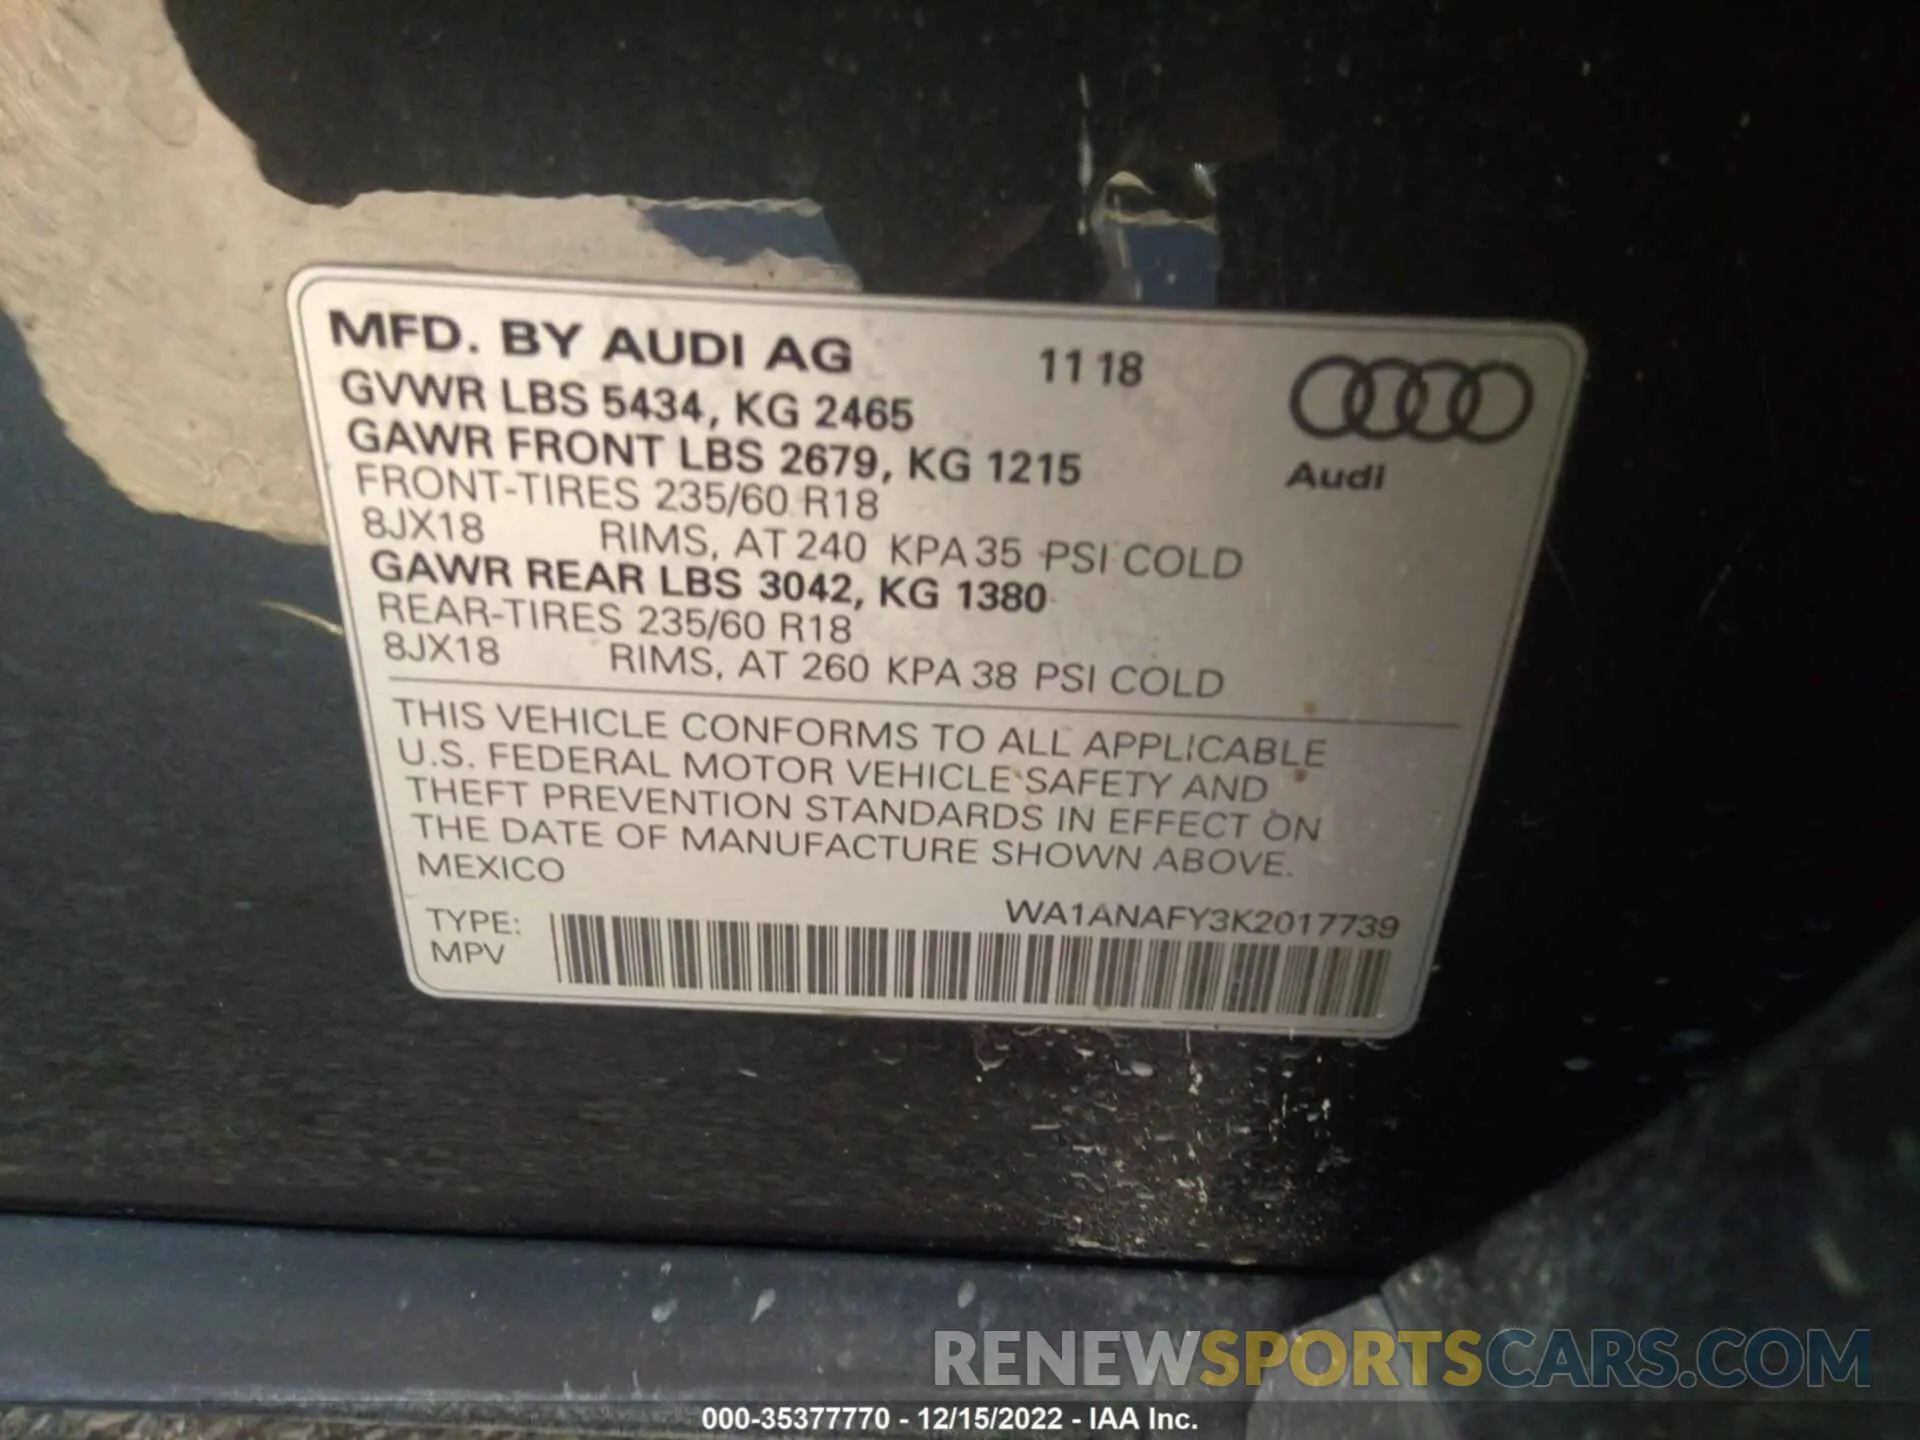 MFD. BY AUDI AG 11 18
GVWR LBS 5434, KG 2465
GAWR FRONT LBS 2679, KG 1215
Audi
FRONT-TIRES 235/60 R18
8JX18 RIMS, AT 240 KPA 35 PSI COLD
GAWR REAR LBS 3042, KG 1380
REAR-TIRES 235/60 R18
8JX18 RIMS, AT 260 KPA 38 PSI COLD
THIS VEHICLE CONFORMS TO ALL APPLICABLE
U.S. FEDERAL MOTOR VEHICLE SAFETY AND
THEFT PREVENTION STANDARDS IN EFFECT ON
THE DATE OF MANUFACTURE SHOWN ABOVE.
MEXICO
WA1ANAFY3K2017739
TYPE:
MPV
RENEWSPORTSCARS.COM
000-35377770 - 12/15/2022 - IAA Inc.